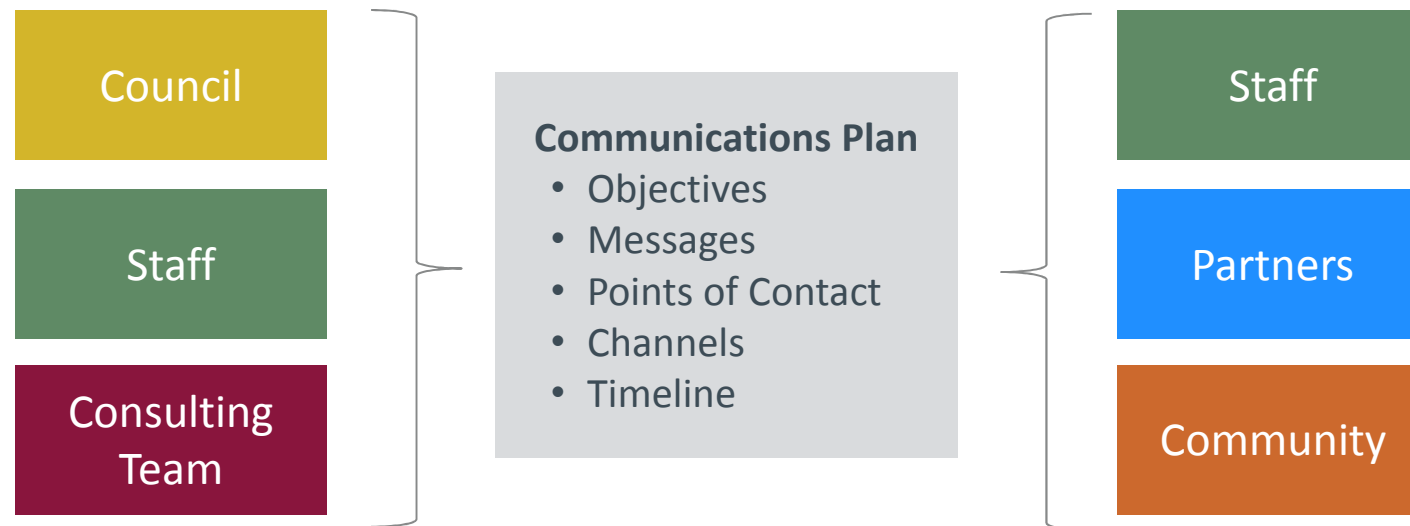 Council
Staff
Consulting
Team
Communications Plan
• Objectives
• Messages
• Points of Contact
• Channels
• Timeline
Staff
Partners
Community